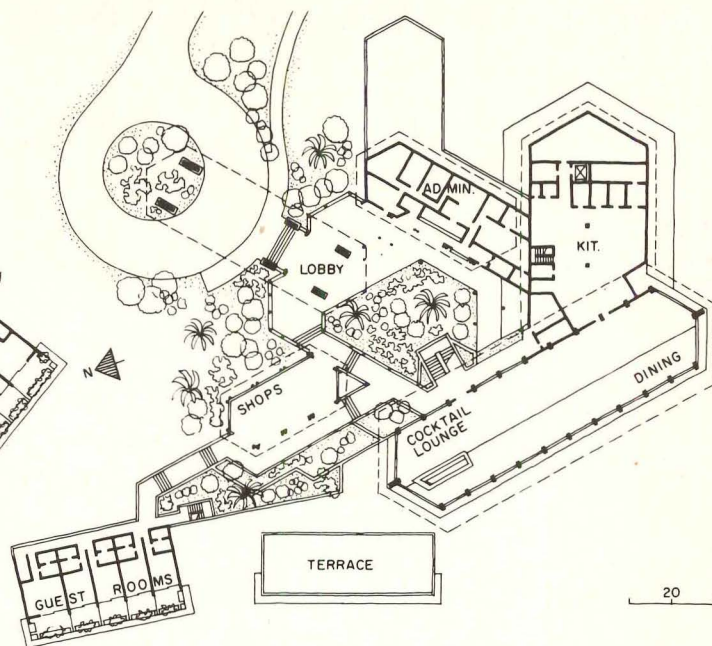 AD MIN.
LOBBY
KIT.
N
SHOPS
DINING
COCKTAIL
LOUNGE
TERRACE
GUEST ROOMS
20